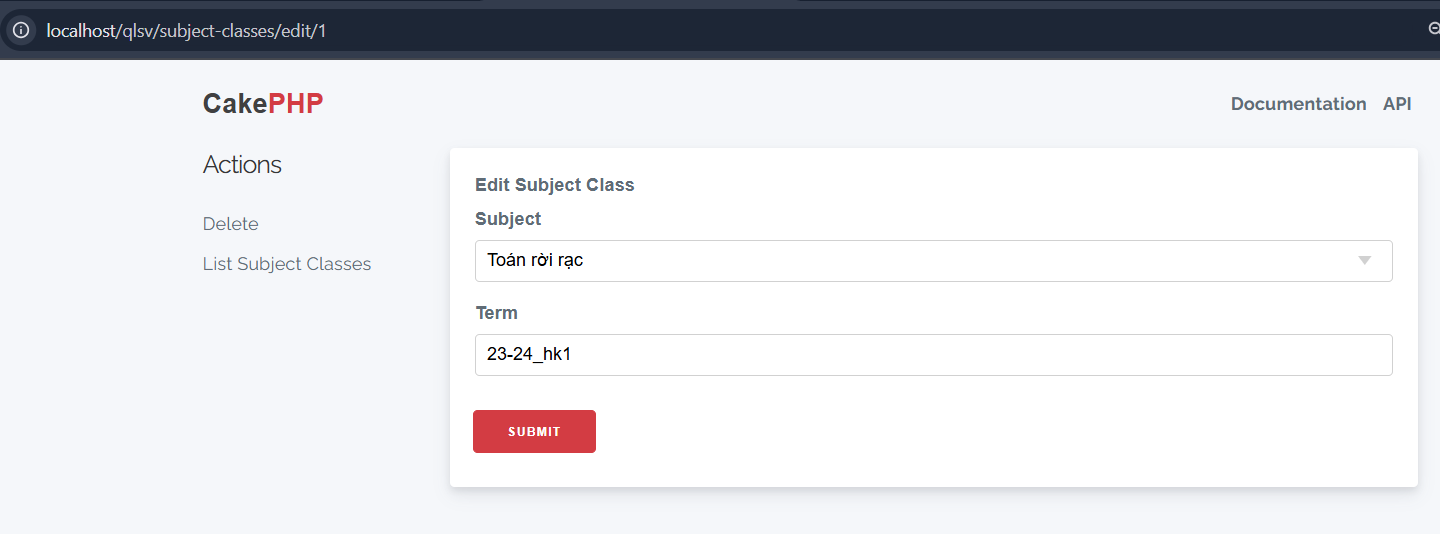 localhost/qlsv/subject-classes/edit/1
CakePHP
Documentation API
Actions
Delete
List Subject Classes
Edit Subject Class
Subject
Toán rời rạc
Term
23-24_hk1
SUBMIT